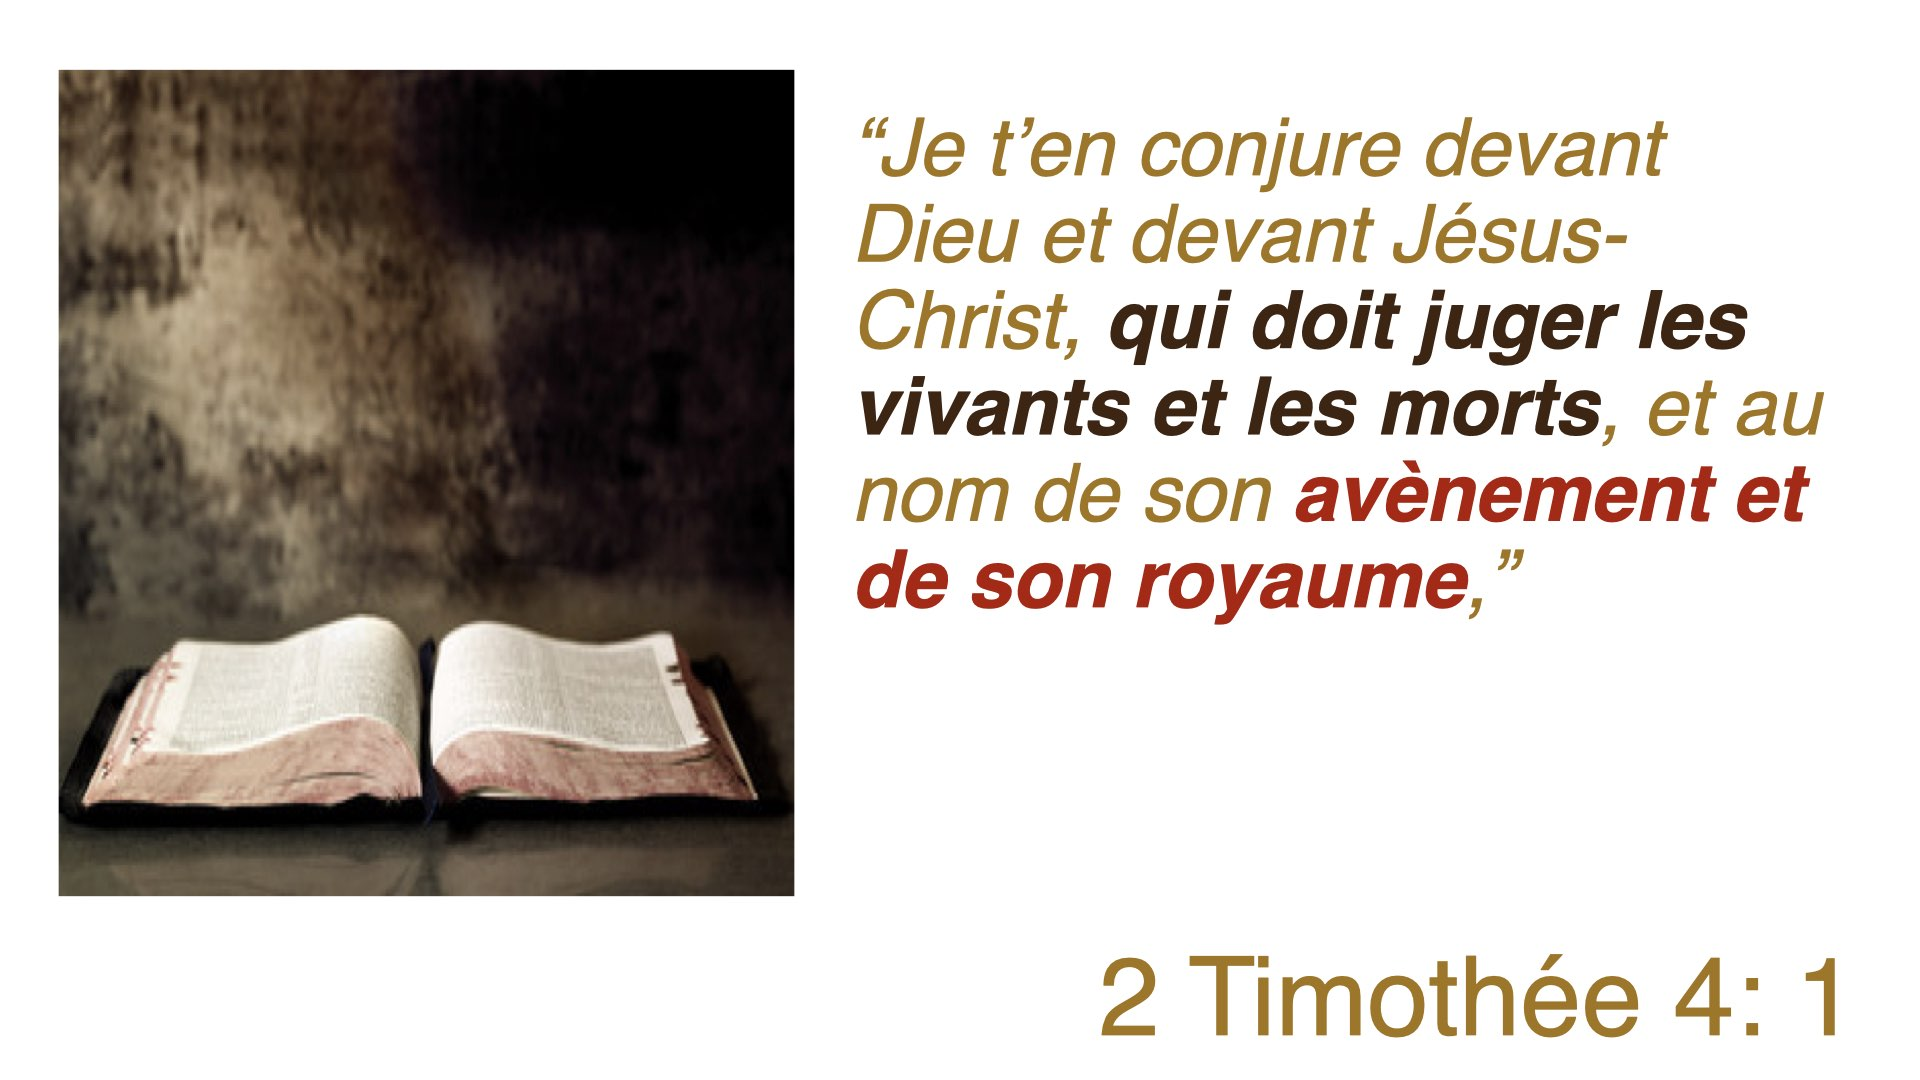 “Je t’en conjure devant
Dieu et devant Jésus-
Christ, qui doit juger les
vivants et les morts, et au
nom de son avènement et
de son royaume,”
2 Timothée 4: 1